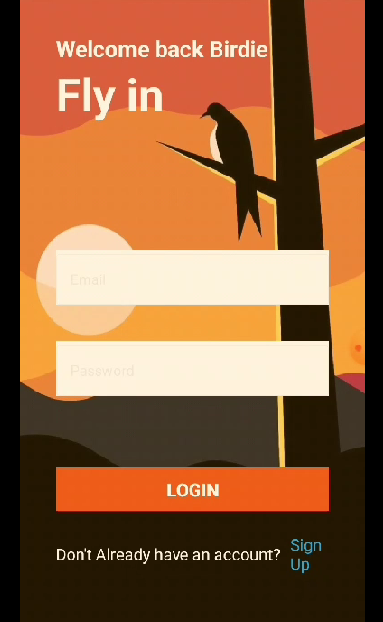 Welcome back Birdie
Fly in
Email
Password
LOGIN
Don't Already have an account? Sign
Up